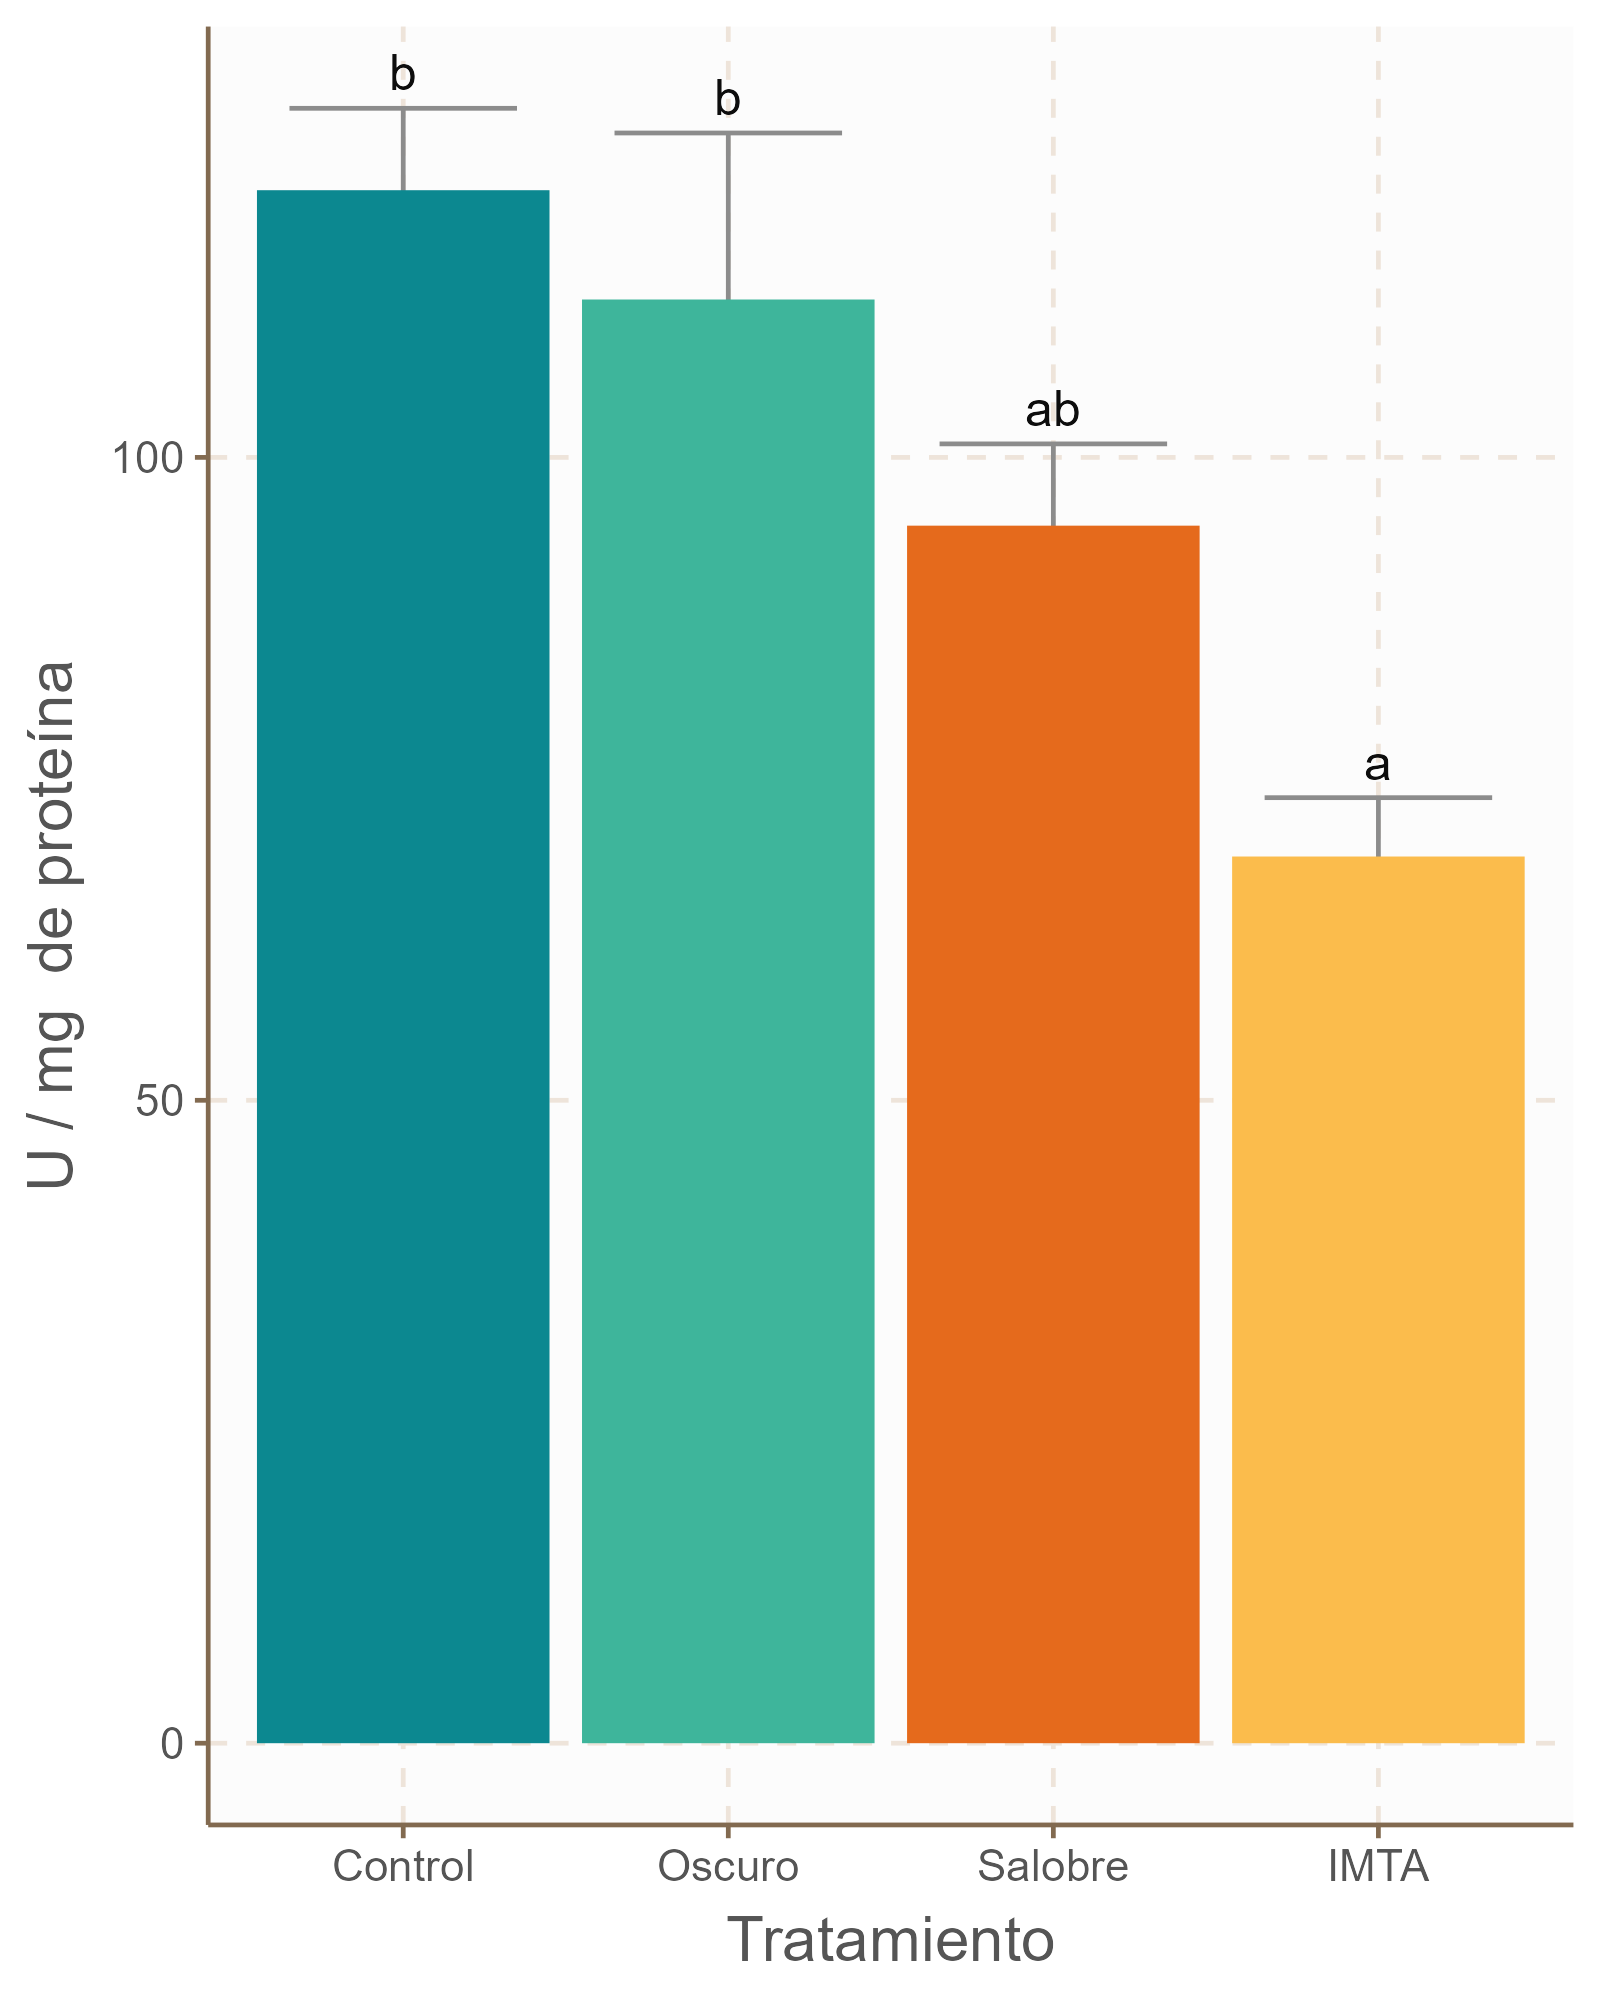 b
b
ab
a
100
50
0
U / mg  de proteína
Control
Oscuro
Salobre
IMTA
Tratamiento